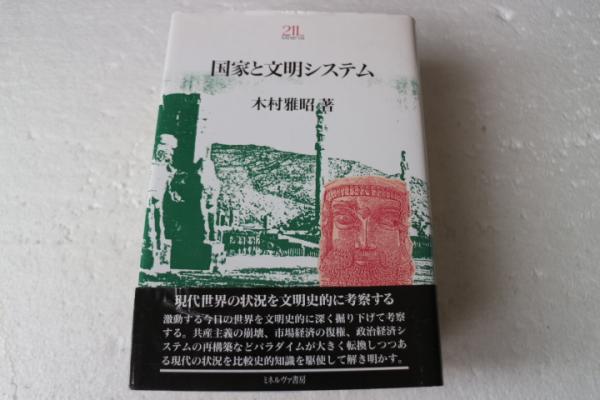 21
国家と文明システム
木村雅昭 著
現代世界の状況を文明史的に考察する
激動する今日の世界を文明史的に深く掘り下げて考察
する。共産主義の崩壊、市場経済の復権、政治経済シ
ステムの再構築などパラダイムが大きく転換しつつ
ある現代の状況を比較史的知識を駆使して解き明かす。
ミネルヴァ書房